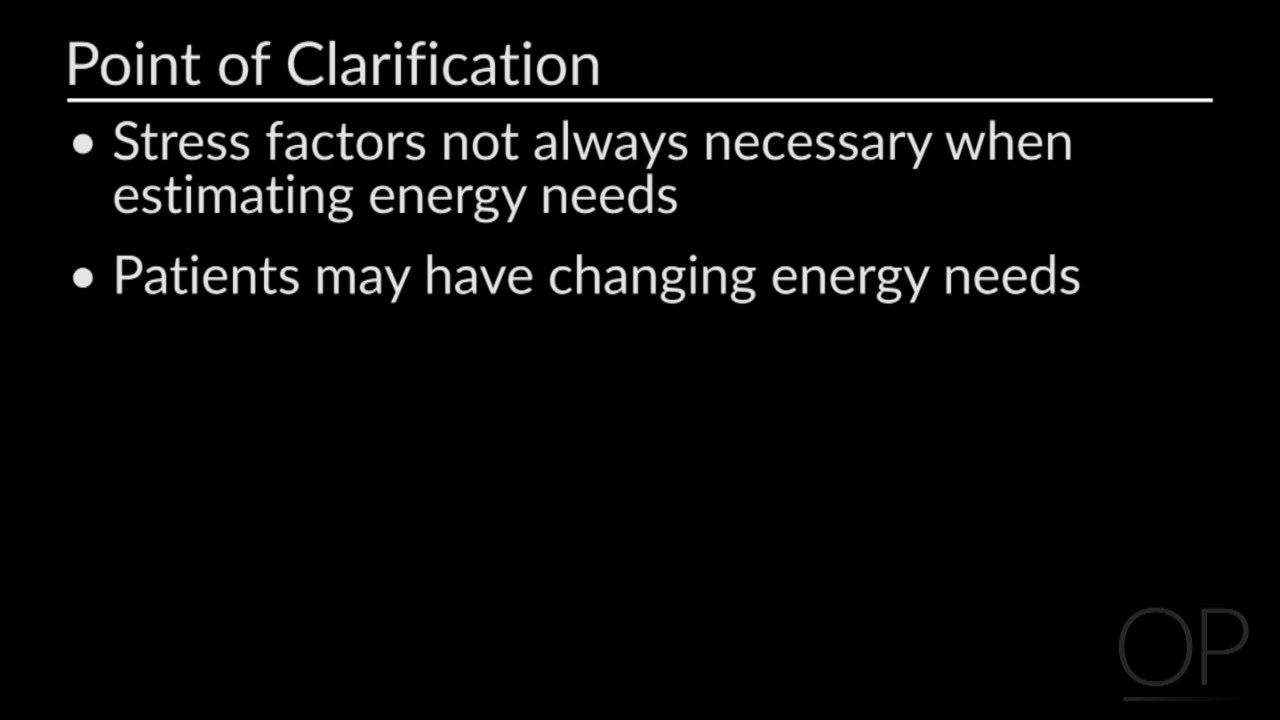 Point of Clarification
• Stress factors not always necessary when
estimating energy needs
• Patients may have changing energy needs
OP